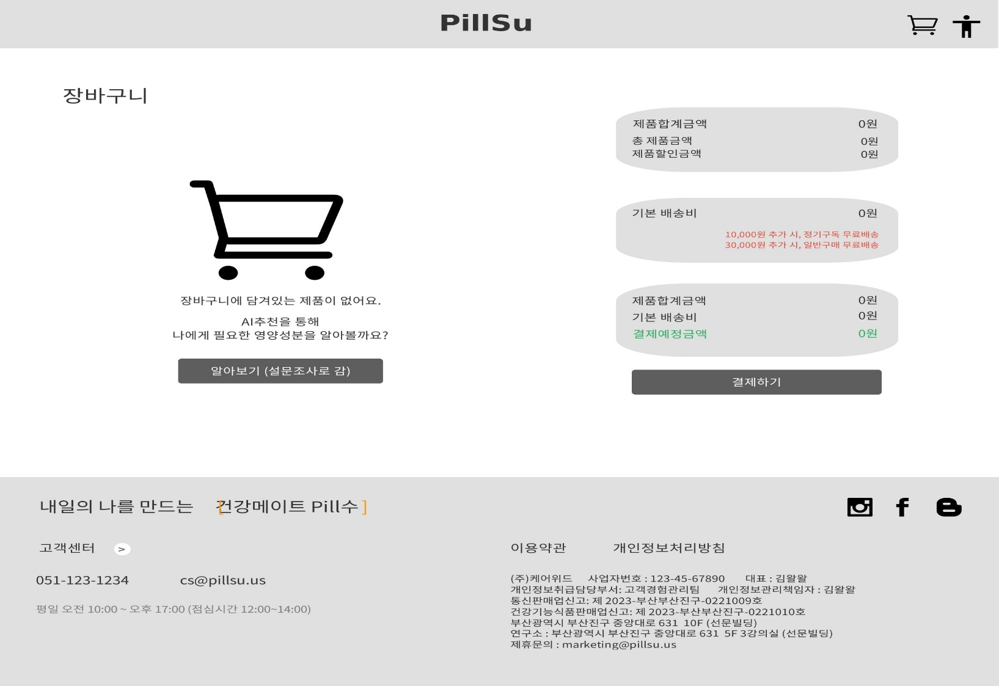 PillSu
장바구니
제품합계금액 0원
총 제품금액 0원
제품할인금액 0원
기본 배송비 0원
10,000원 추가 시, 정기구독 무료배송
30,000원 추가 시, 일반구매 무료배송
제품합계금액 0원
기본 배송비 0원
결제예정금액 0원
결제하기
장바구니에 담겨있는 제품이 없어요.
AI추천을 통해
나에게 필요한 영양성분을 알아볼까요?
알아보기 (설문조사로 감)
내일의 나를 만드는 [건강메이트 Pill수]
고객센터 >
051-123-1234 cs@pillsu.us
평일 오전 10:00 ~ 오후 17:00 (점심시간 12:00~14:00)
이용약관 개인정보처리방침
(주)케어위드 사업자번호 : 123-45-67890 대표 : 김왈왈
개인정보취급담당부서: 고객경험관리팀 개인정보관리책임자 : 김왈왈
통신판매업신고: 제 2023-부산부산진구-0221009호
건강기능식품판매업신고: 제 2023-부산부산진구-0221010호
부산광역시 부산진구 중앙대로 631 10F (선문빌딩)
연구소 : 부산광역시 부산진구 중앙대로 631 5F 3강의실 (선문빌딩)
제휴문의 : marketing@pillsu.us